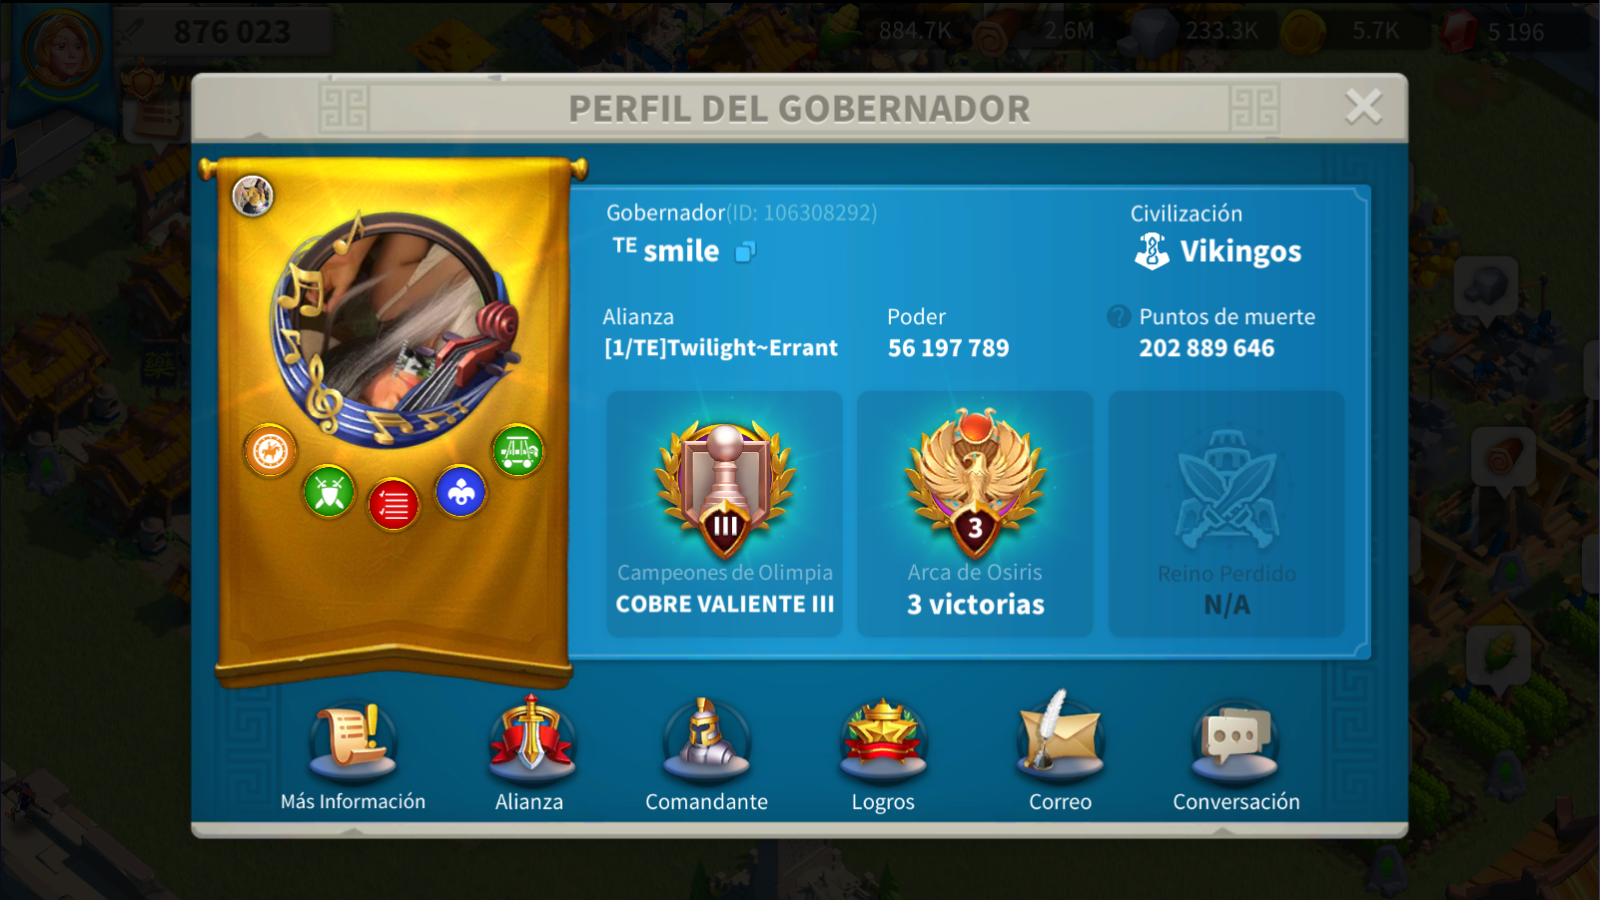 876 023
884.7K
2.6M
233.3K
5.7K
5 196
PERFIL DEL GOBERNADOR
Gobernador(ID: 106308292)
Civilización
ᵀᴱ smile
Vikingos
Alianza
Poder
? Puntos de muerte
[1/TE]Twilight~Errant
56 197 789
202 889 646
III
3
Campeones de Olimpia
Arca de Osiris
Reino Perdido
COBRE VALIENTE III
3 victorias
N/A
Más Información
Alianza
Comandante
Logros
Correo
Conversación